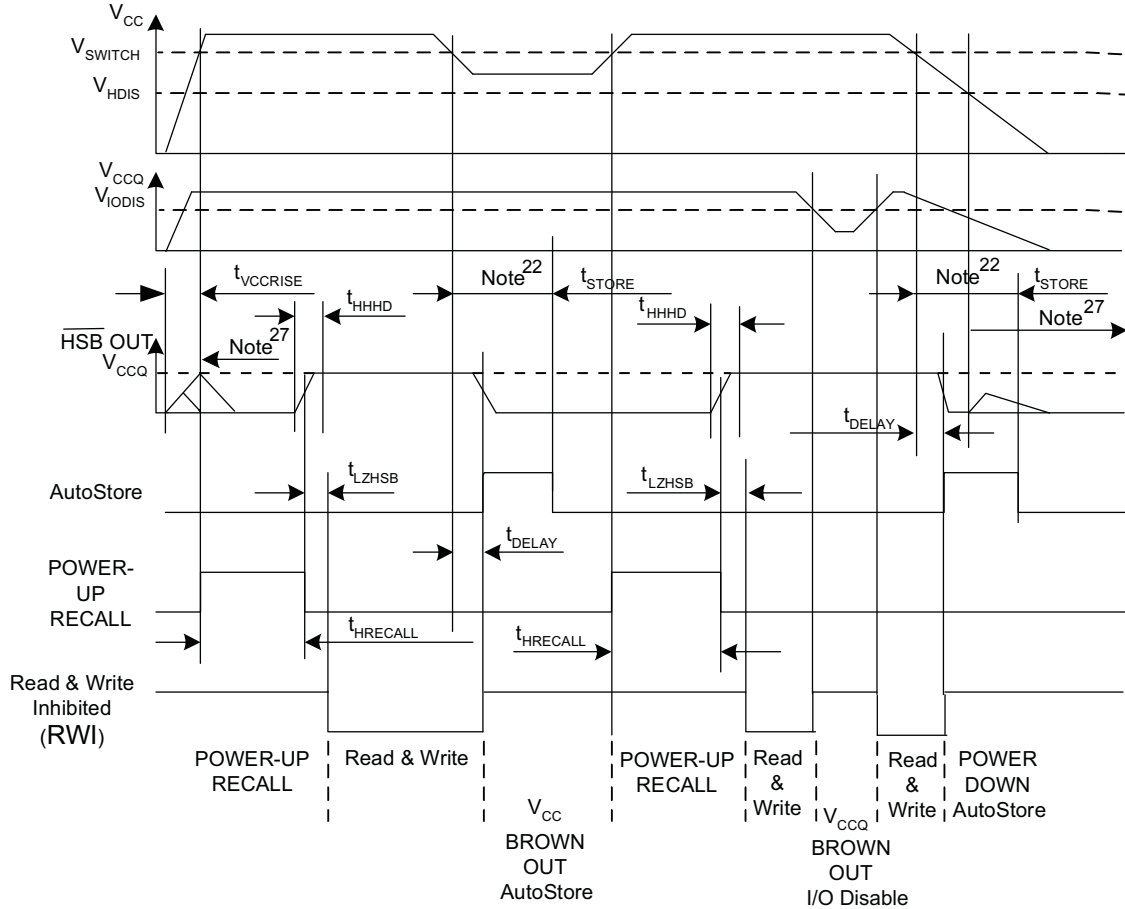 VCC
VSWITCH
VHDIS
VCCQ
VIODIS
tVCCRISE
Note22
tSTORE
Note22
tSTORE
tHHHD
tHHHD
Note27
HSB OUT
Note27
VCCQ
tDELAY
tLZHSB
tLZHSB
AutoStore
tDELAY
POWER-
UP
RECALL
tHRECALL
tHRECALL
Read & Write
Inhibited
(RWI)
POWER-UP
RECALL
Read & Write
POWER-UP
RECALL
Read
&
Write
Read
&
Write
POWER
DOWN
AutoStore
VCC
BROWN
OUT
AutoStore
VCCQ
BROWN
OUT
I/O Disable